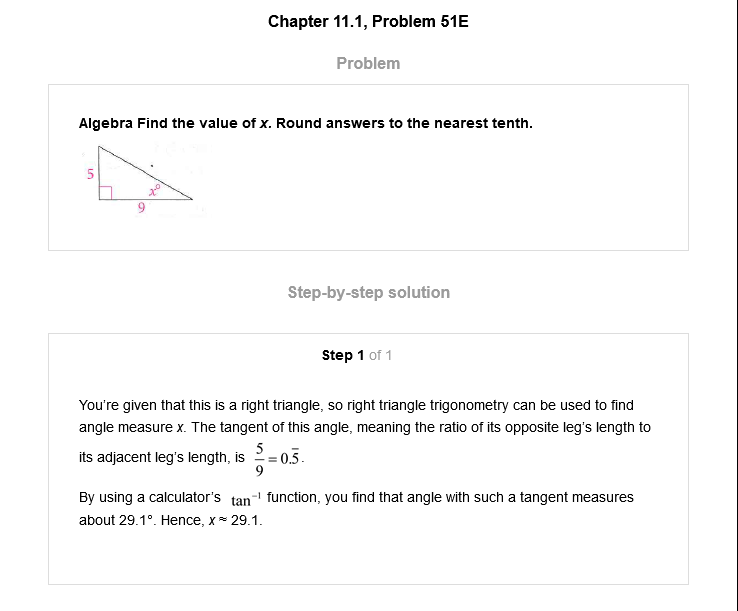 Chapter 11.1, Problem 51E
Problem
Algebra Find the value of x. Round answers to the nearest tenth.
5
x°
9
Step-by-step solution
Step 1 of 1
You're given that this is a right triangle, so right triangle trigonometry can be used to find
angle measure x. The tangent of this angle, meaning the ratio of its opposite leg's length to
its adjacent leg's length, is 5/9 = 0.5̅.
By using a calculator's tan⁻¹ function, you find that angle with such a tangent measures
about 29.1°. Hence, x ≈ 29.1.